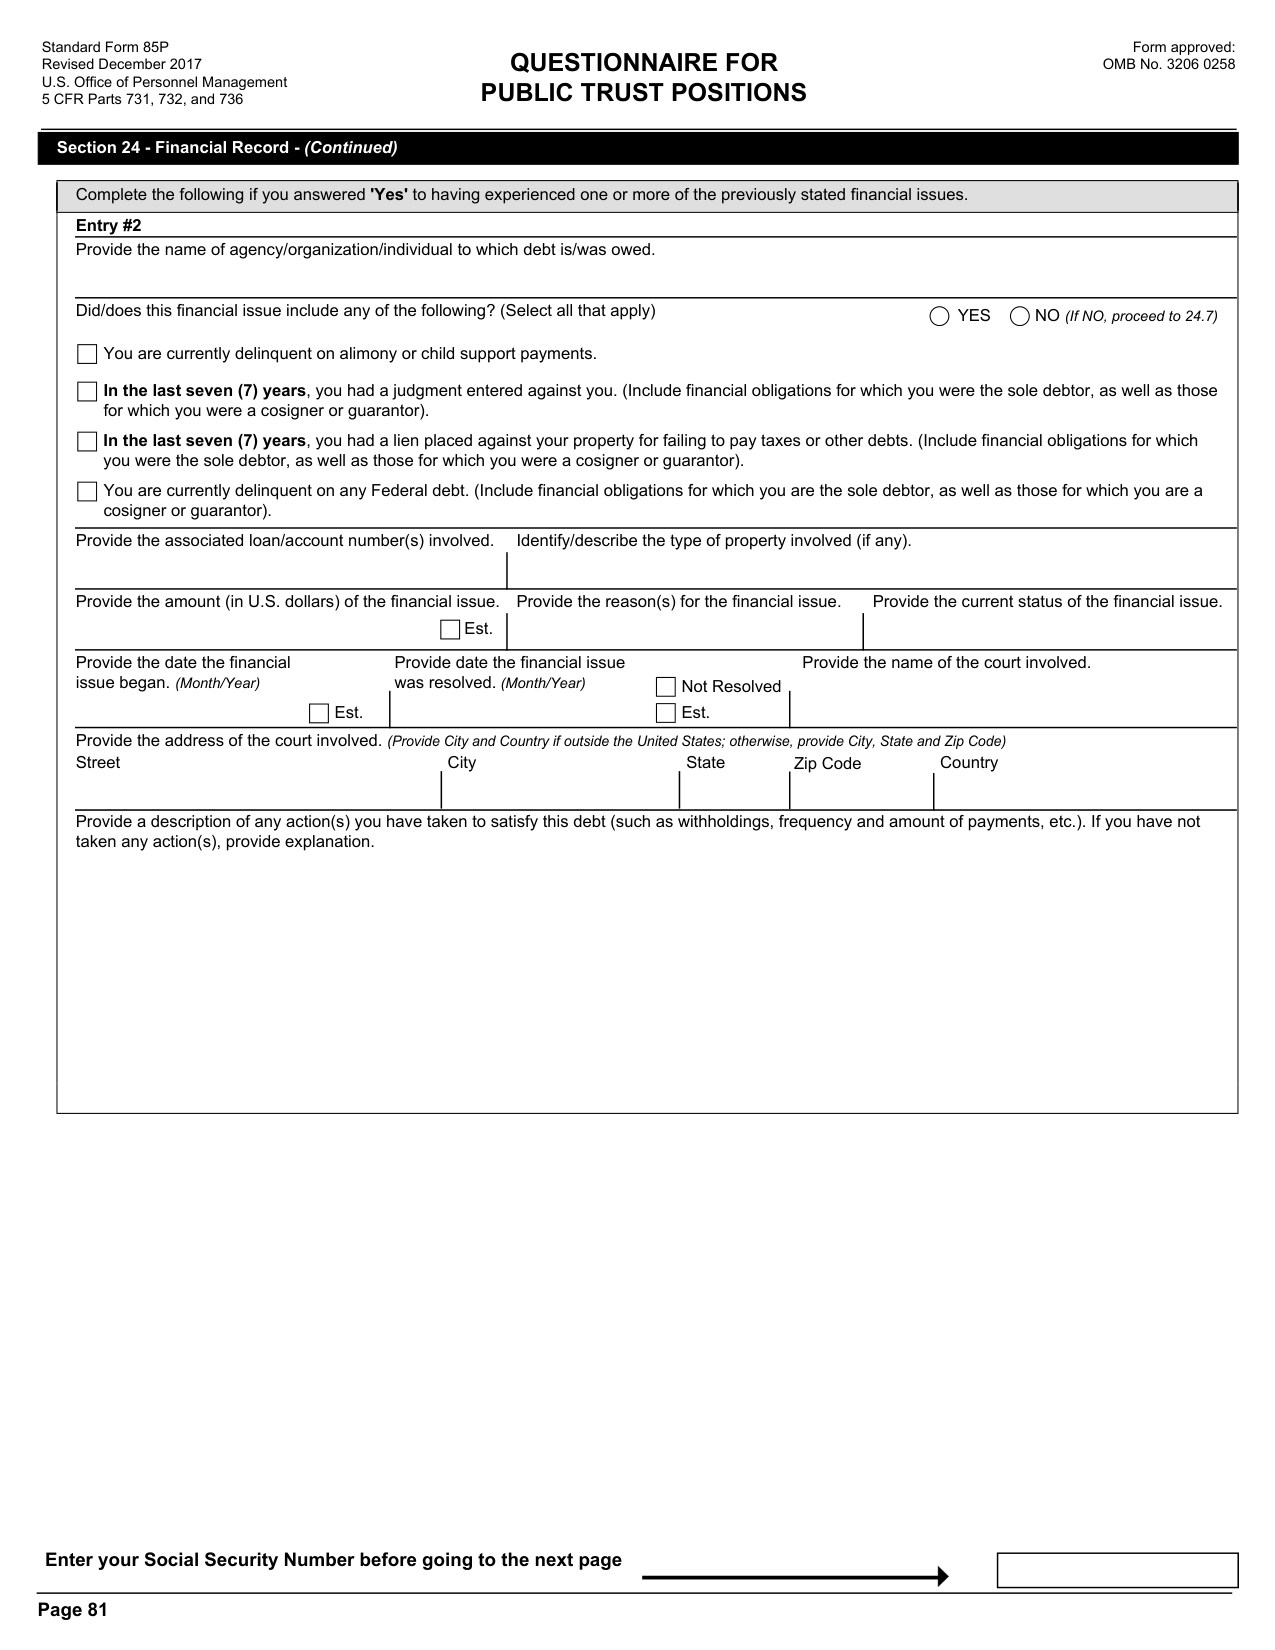 Standard Form 85P
Revised December 2017
U.S. Office of Personnel Management
5 CFR Parts 731, 732, and 736
QUESTIONNAIRE FOR
PUBLIC TRUST POSITIONS
Form approved:
OMB No. 3206 0258
Section 24 - Financial Record - (Continued)
Complete the following if you answered 'Yes' to having experienced one or more of the previously stated financial issues.
Entry #2
Provide the name of agency/organization/individual to which debt is/was owed.
Did/does this financial issue include any of the following? (Select all that apply)
YES NO (If NO, proceed to 24.7)
You are currently delinquent on alimony or child support payments.
In the last seven (7) years, you had a judgment entered against you. (Include financial obligations for which you were the sole debtor, as well as those
for which you were a cosigner or guarantor).
In the last seven (7) years, you had a lien placed against your property for failing to pay taxes or other debts. (Include financial obligations for which
you were the sole debtor, as well as those for which you were a cosigner or guarantor).
You are currently delinquent on any Federal debt. (Include financial obligations for which you are the sole debtor, as well as those for which you are a
cosigner or guarantor).
Provide the associated loan/account number(s) involved.
Identify/describe the type of property involved (if any).
Provide the amount (in U.S. dollars) of the financial issue.
Est.
Provide the reason(s) for the financial issue.
Provide the current status of the financial issue.
Provide the date the financial
issue began. (Month/Year)
Est.
Provide date the financial issue
was resolved. (Month/Year)
Not Resolved
Est.
Provide the name of the court involved.
Provide the address of the court involved. (Provide City and Country if outside the United States; otherwise, provide City, State and Zip Code)
Street
City
State
Zip Code
Country
Provide a description of any action(s) you have taken to satisfy this debt (such as withholdings, frequency and amount of payments, etc.). If you have not
taken any action(s), provide explanation.
Enter your Social Security Number before going to the next page
Page 81